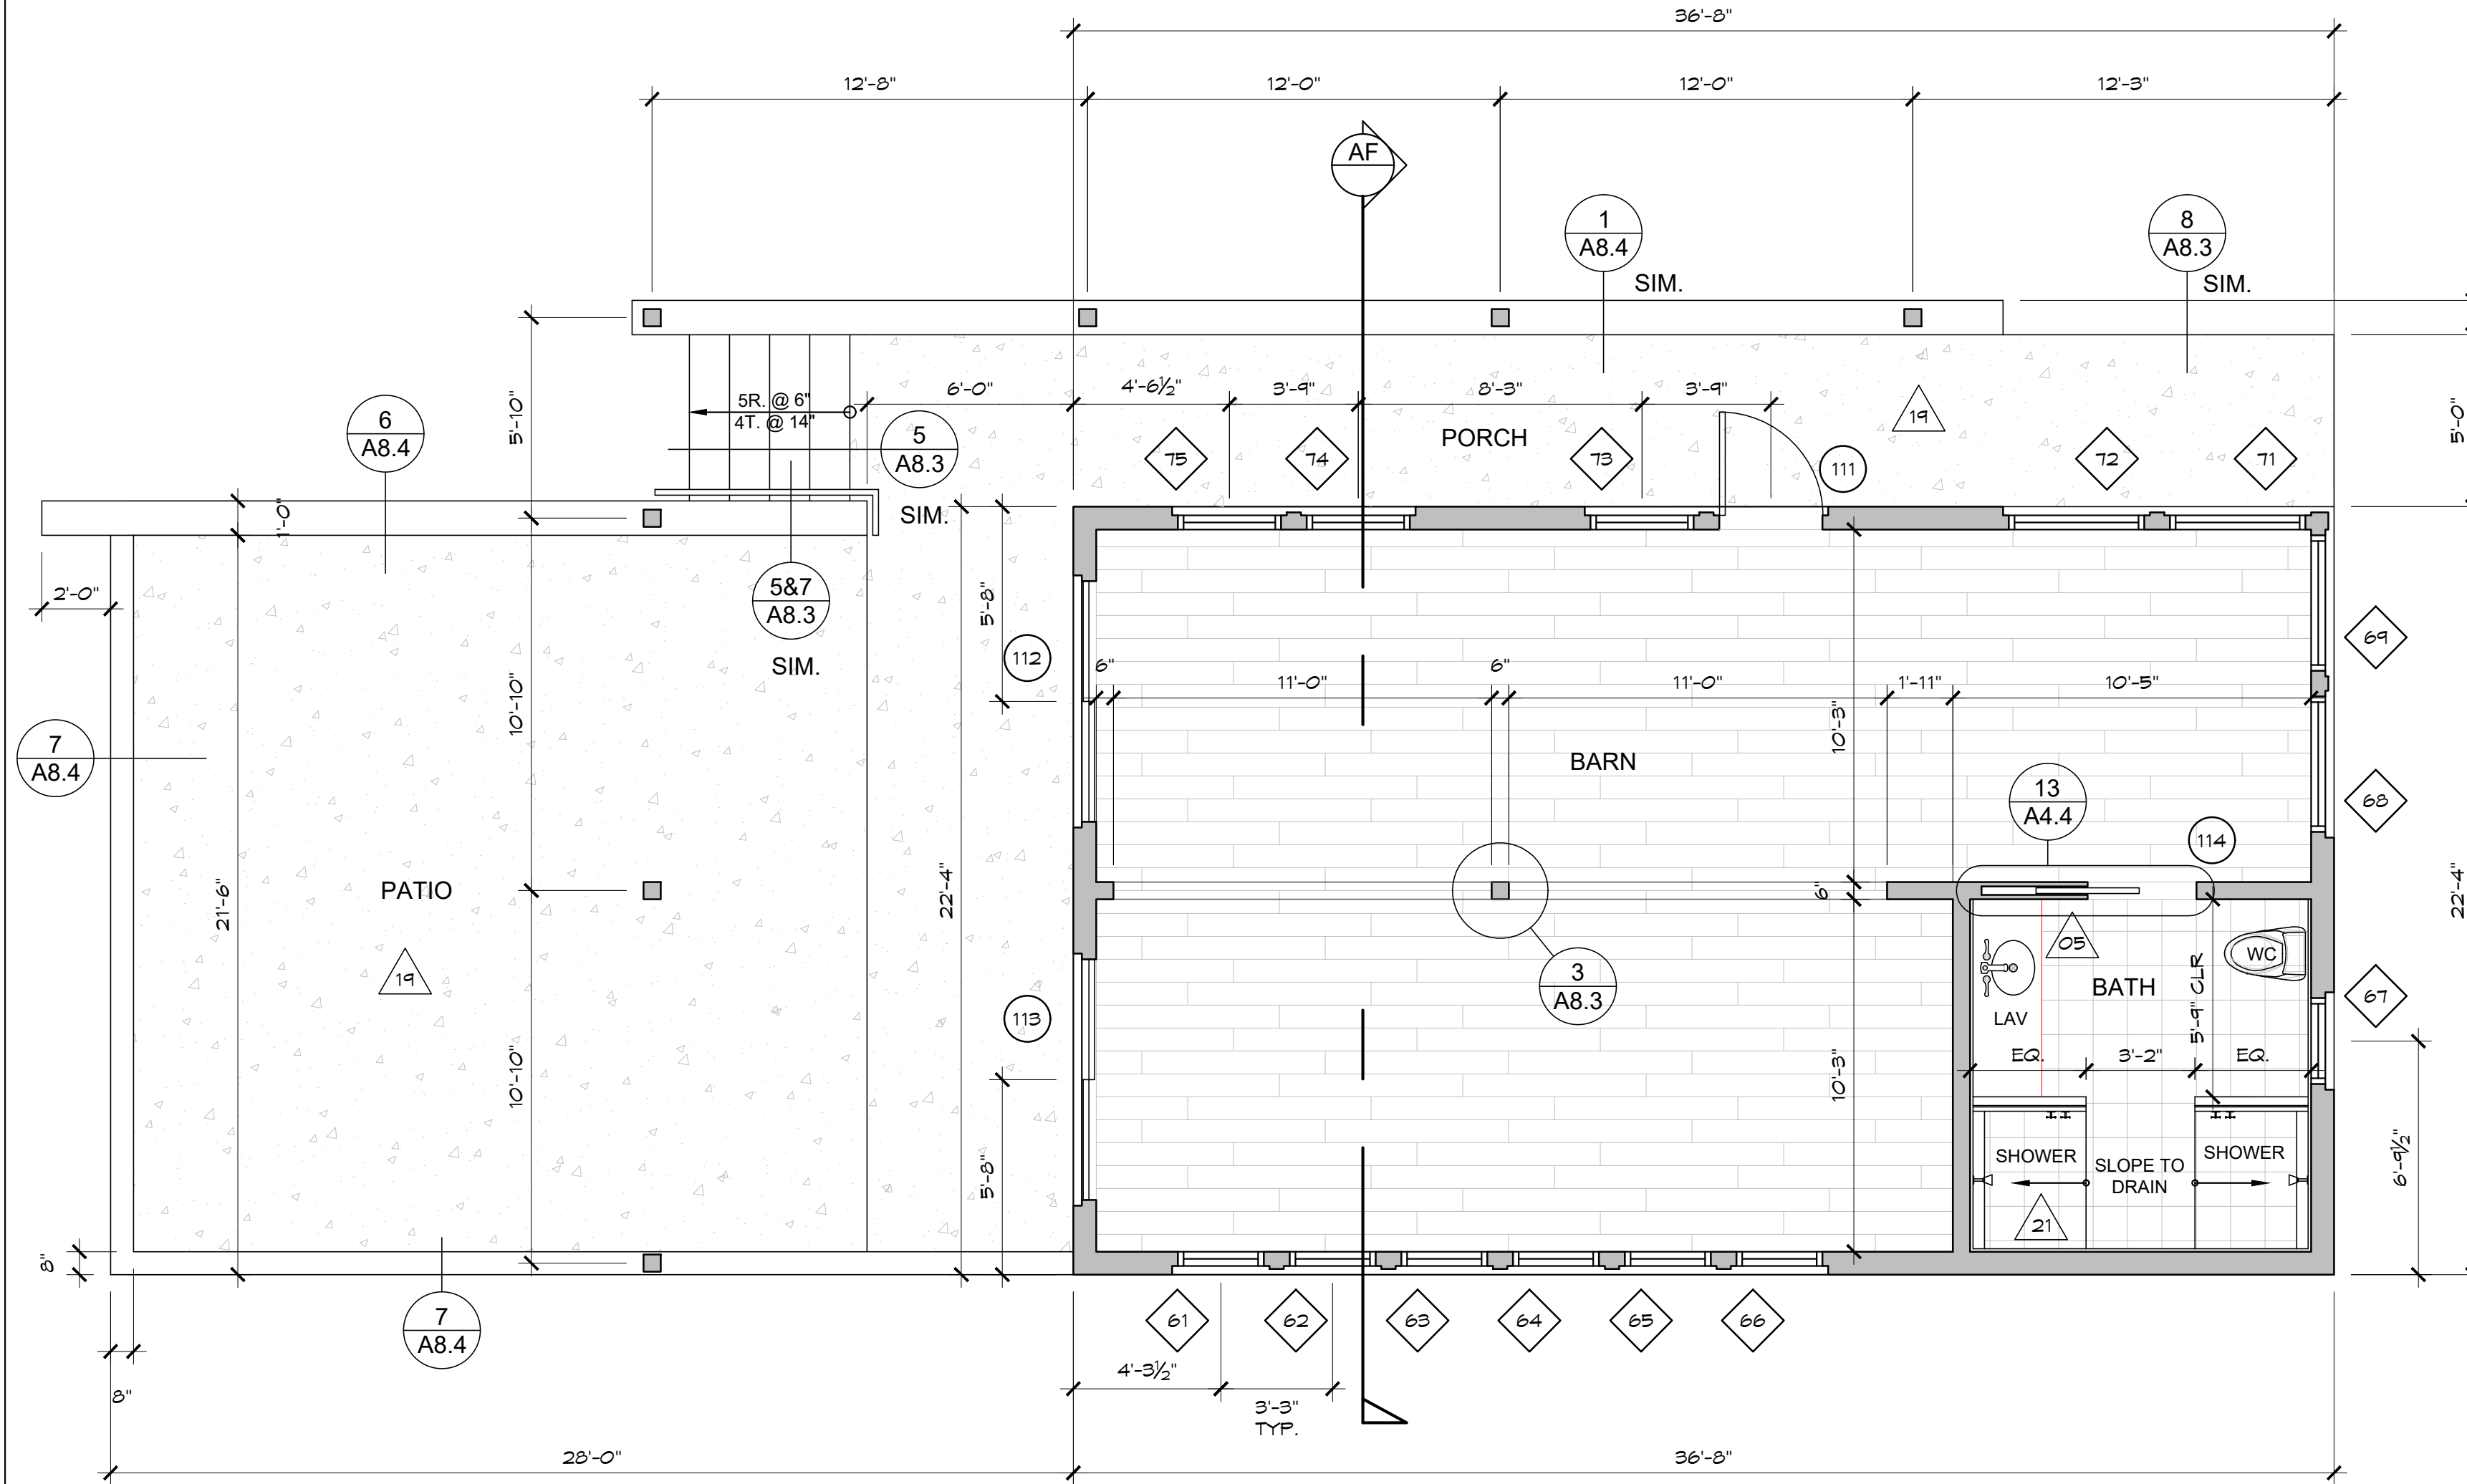 36'-8"
12'-8"
12'-0"
12'-0"
12'-3"
AF
1
A8.4
SIM.
8
A8.3
SIM.
5'-10"
5R. @ 6"
4T. @ 14"
6'-0"
4'-6½"
3'-9"
8'-3"
3'-9"
19
5'-0"
6
A8.4
5
A8.3
SIM.
PORCH
75
74
73
111
72
71
1'-0"
2'-0"
5&7
A8.3
SIM.
5'-8"
112
6"
11'-0"
6"
11'-0"
1'-11"
10'-5"
69
10'-10"
10'-3"
7
A8.4
BARN
13
A4.4
114
68
PATIO
21'-6"
22'-4"
6"
22'-4"
19
3
A8.3
05
WC
BATH
LAV
5'-9" CLR
67
113
10'-10"
10'-3"
EQ.
3'-2"
EQ.
5'-8"
SHOWER
SLOPE TO
DRAIN
SHOWER
21
6'-9½"
8"
7
A8.4
61
62
63
64
65
66
8"
4'-3½"
3'-3"
TYP.
28'-0"
36'-8"